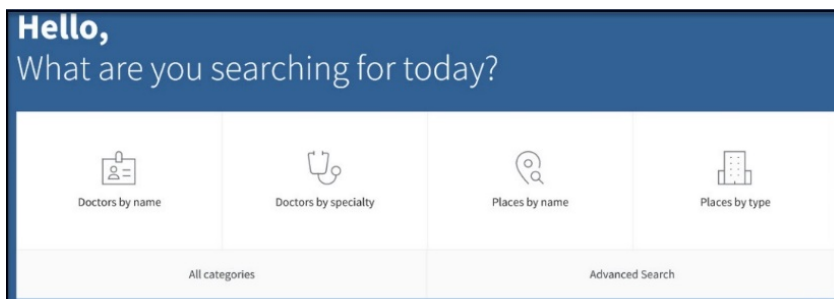 Hello,
What are you searching for today?
Doctors by name
Doctors by specialty
Places by name
Places by type
All categories
Advanced Search